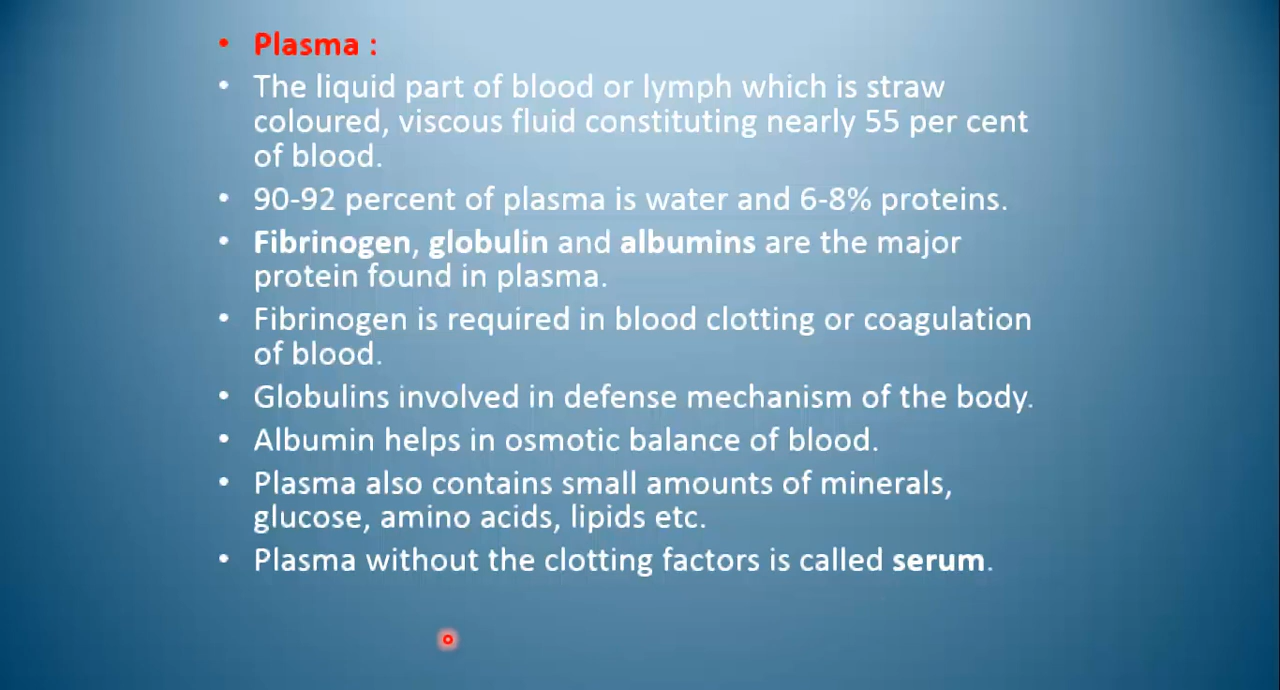 • Plasma :
• The liquid part of blood or lymph which is straw
coloured, viscous fluid constituting nearly 55 per cent
of blood.
• 90-92 percent of plasma is water and 6-8% proteins.
• Fibrinogen, globulin and albumins are the major
protein found in plasma.
• Fibrinogen is required in blood clotting or coagulation
of blood.
• Globulins involved in defense mechanism of the body.
• Albumin helps in osmotic balance of blood.
• Plasma also contains small amounts of minerals,
glucose, amino acids, lipids etc.
• Plasma without the clotting factors is called serum.